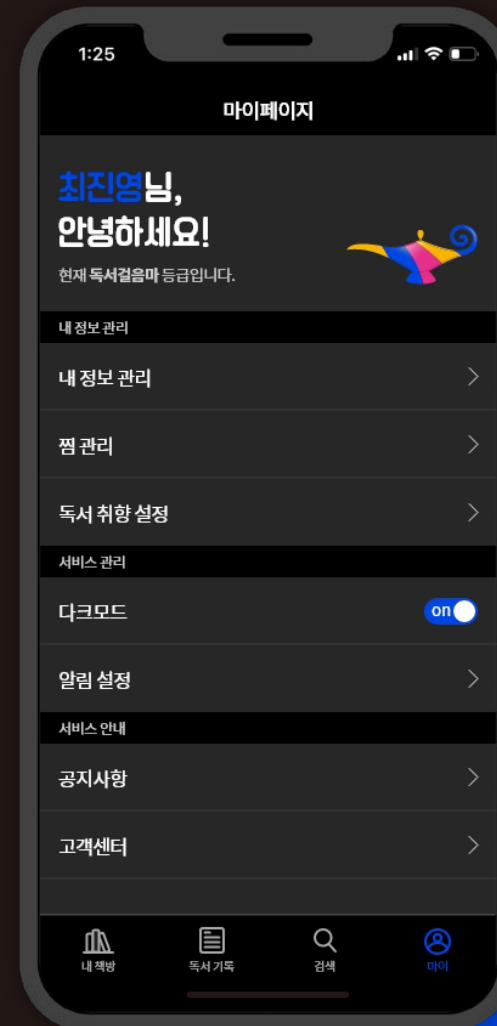 1:25
마이페이지
최진영님,
안녕하세요!
현재 독서걸음마 등급입니다.
내 정보 관리
내 정보 관리
찜 관리
독서 취향 설정
서비스 관리
다크모드
on
알림 설정
서비스 안내
공지사항
고객센터
내 책방 독서 기록 검색 마이